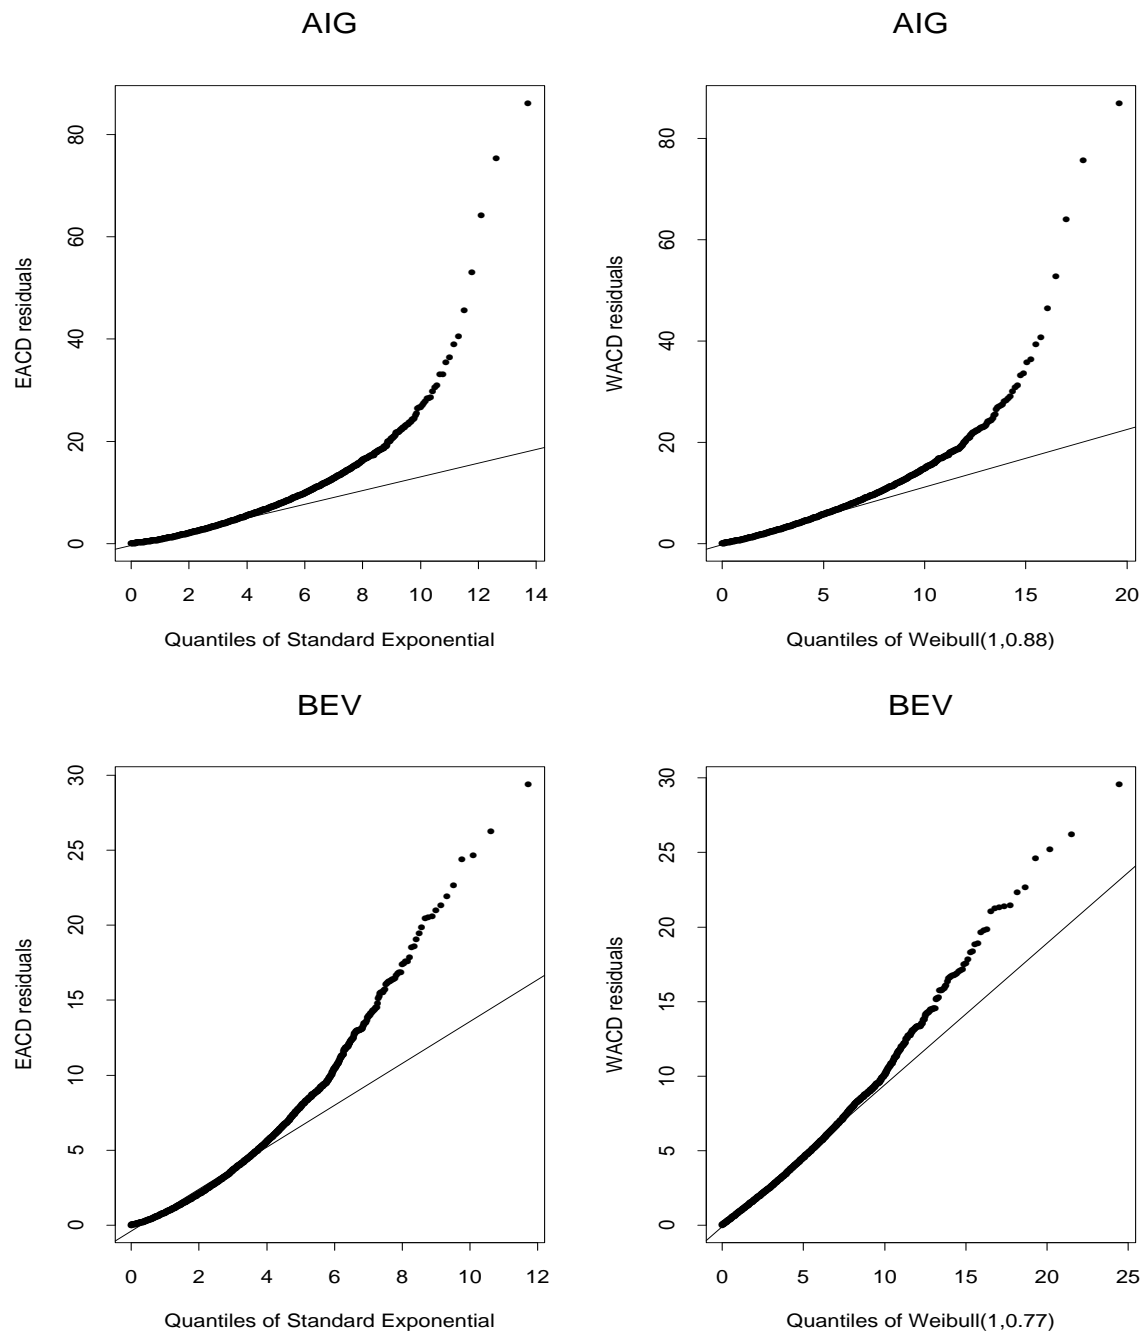 AIG
AIG
EACD residuals
0 20 40 60 80
0 2 4 6 8 10 12 14
Quantiles of Standard Exponential
WACD residuals
0 20 40 60 80
0 5 10 15 20
Quantiles of Weibull(1,0.88)
BEV
BEV
EACD residuals
0 5 10 15 20 25 30
0 2 4 6 8 10 12
Quantiles of Standard Exponential
WACD residuals
0 5 10 15 20 25 30
0 5 10 15 20 25
Quantiles of Weibull(1,0.77)